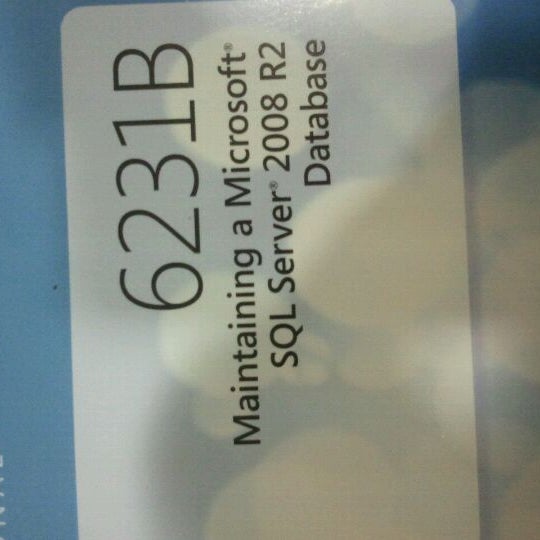 6231B
Maintaining a Microsoft®
SQL Server® 2008 R2
Database